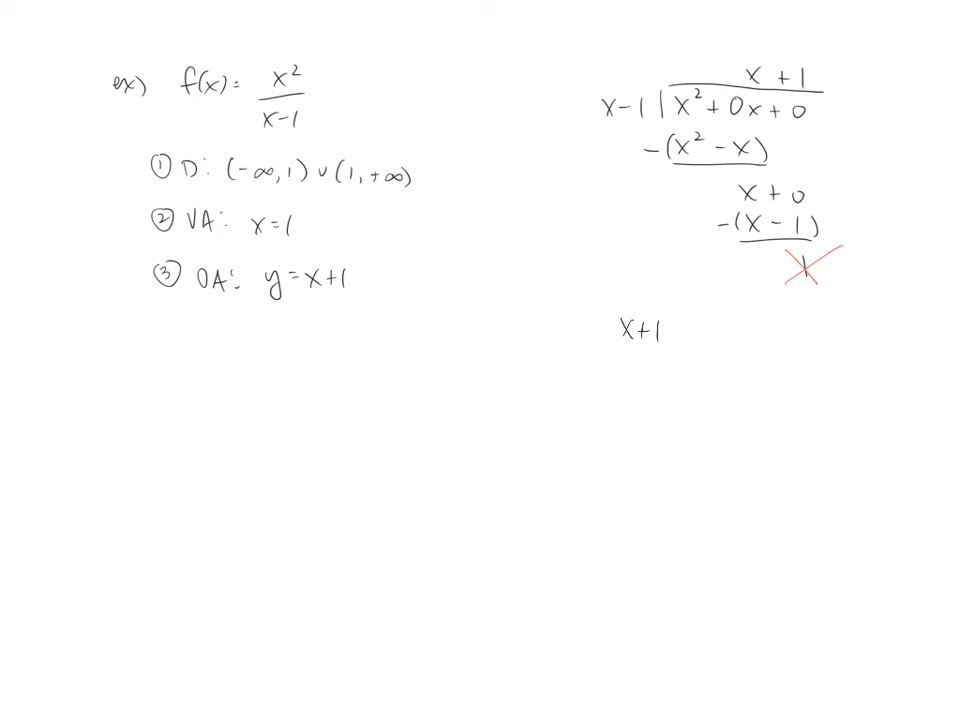 ex) f(x) = x²/(x-1)
① D: (-∞, 1) ∪ (1, +∞)
② VA: x=1
③ OA: y = x+1
x + 1
x-1 | x² + 0x + 0
-(x² - x)
x + 0
-(x - 1)
1
x+1